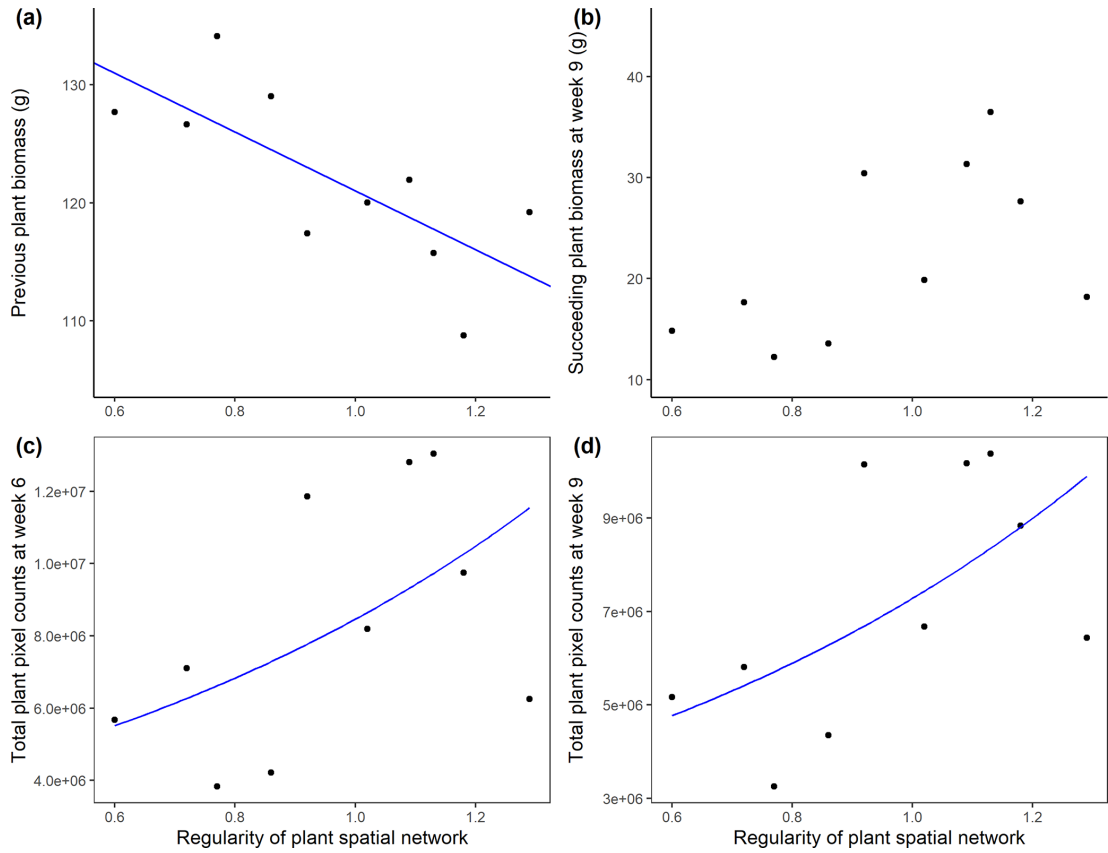 (a)
Previous plant biomass (g)
130
120
110
0.6 0.8 1.0 1.2
(b)
Succeeding plant biomass at week 9 (g)
40
30
20
10
0.6 0.8 1.0 1.2
(c)
Total plant pixel counts at week 6
1.2e+07
1.0e+07
8.0e+06
6.0e+06
4.0e+06
0.6 0.8 1.0 1.2
Regularity of plant spatial network
(d)
Total plant pixel counts at week 9
9e+06
7e+06
5e+06
3e+06
0.6 0.8 1.0 1.2
Regularity of plant spatial network